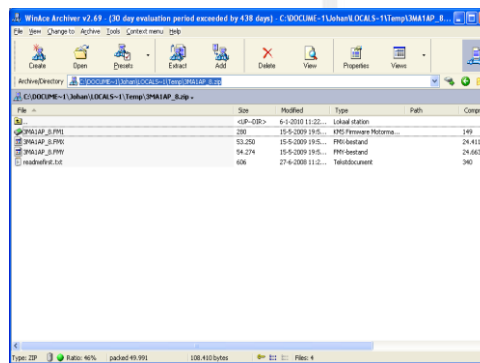 WinAce Archiver v2.69 - (30 day evaluation period exceeded by 438 days) - C:\DOCUME~1\Johan\LOCALS~1\Temp\3MA1AP_8...
File View Change to Archive Tools Context menu Help
Create Open Presets Extract Add Delete View Properties Views
Archive/Directory C:\DOCUME~1\Johan\LOCALS~1\Temp\3MA1AP_8.zip
C:\DOCUME~1\Johan\LOCALS~1\Temp\3MA1AP_8.zip
File Size Modified Type Path Compr
.. <UP-DIR> 6-1-2010 11:22... Lokaal station
3MA1AP_8.FM1 280 15-5-2009 19:5... KMS Firmware Motorma... 149
3MA1AP_8.FMX 53.250 15-5-2009 19:5... FMX-bestand 24.411
3MA1AP_8.FMY 54.274 15-5-2009 19:5... FMY-bestand
readmefirst.txt 606 27-6-2008 11:2... Tekstdocument 340
Type: ZIP Ratio: 46% packed 49.991 108.410 bytes Files: 4